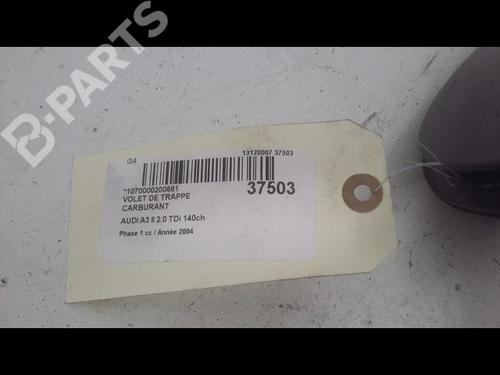 B-PARTS
GA
13120007 37503
*1070000200661
37503
VOLET DE TRAPPE
CARBURANT
AUDI A3 II 2.0 TDi 140ch
Phase 1 cc / Année 2004